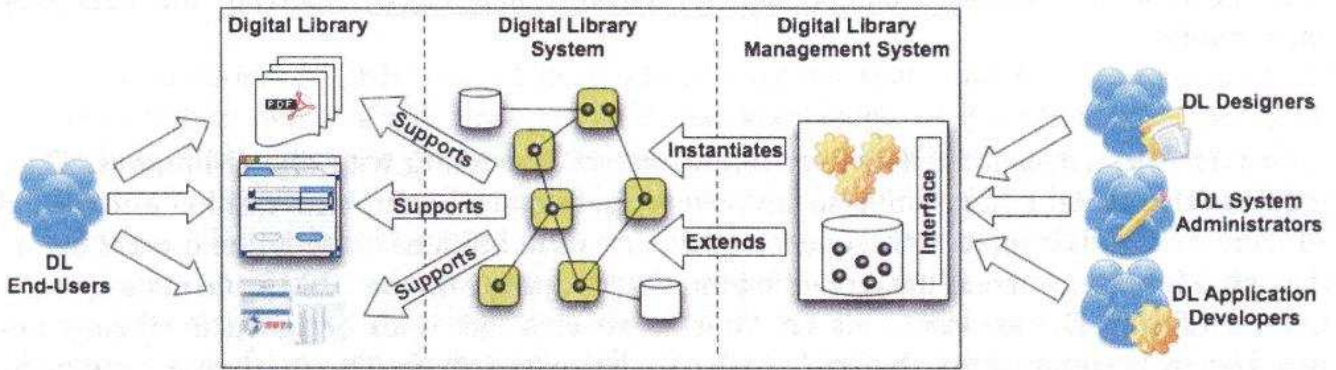 Digital Library
Digital Library
System
Digital Library
Management System
PDF
Supports
Supports
Supports
Instantiates
Extends
Interface
DL
End-Users
DL Designers
DL System
Administrators
DL Application
Developers